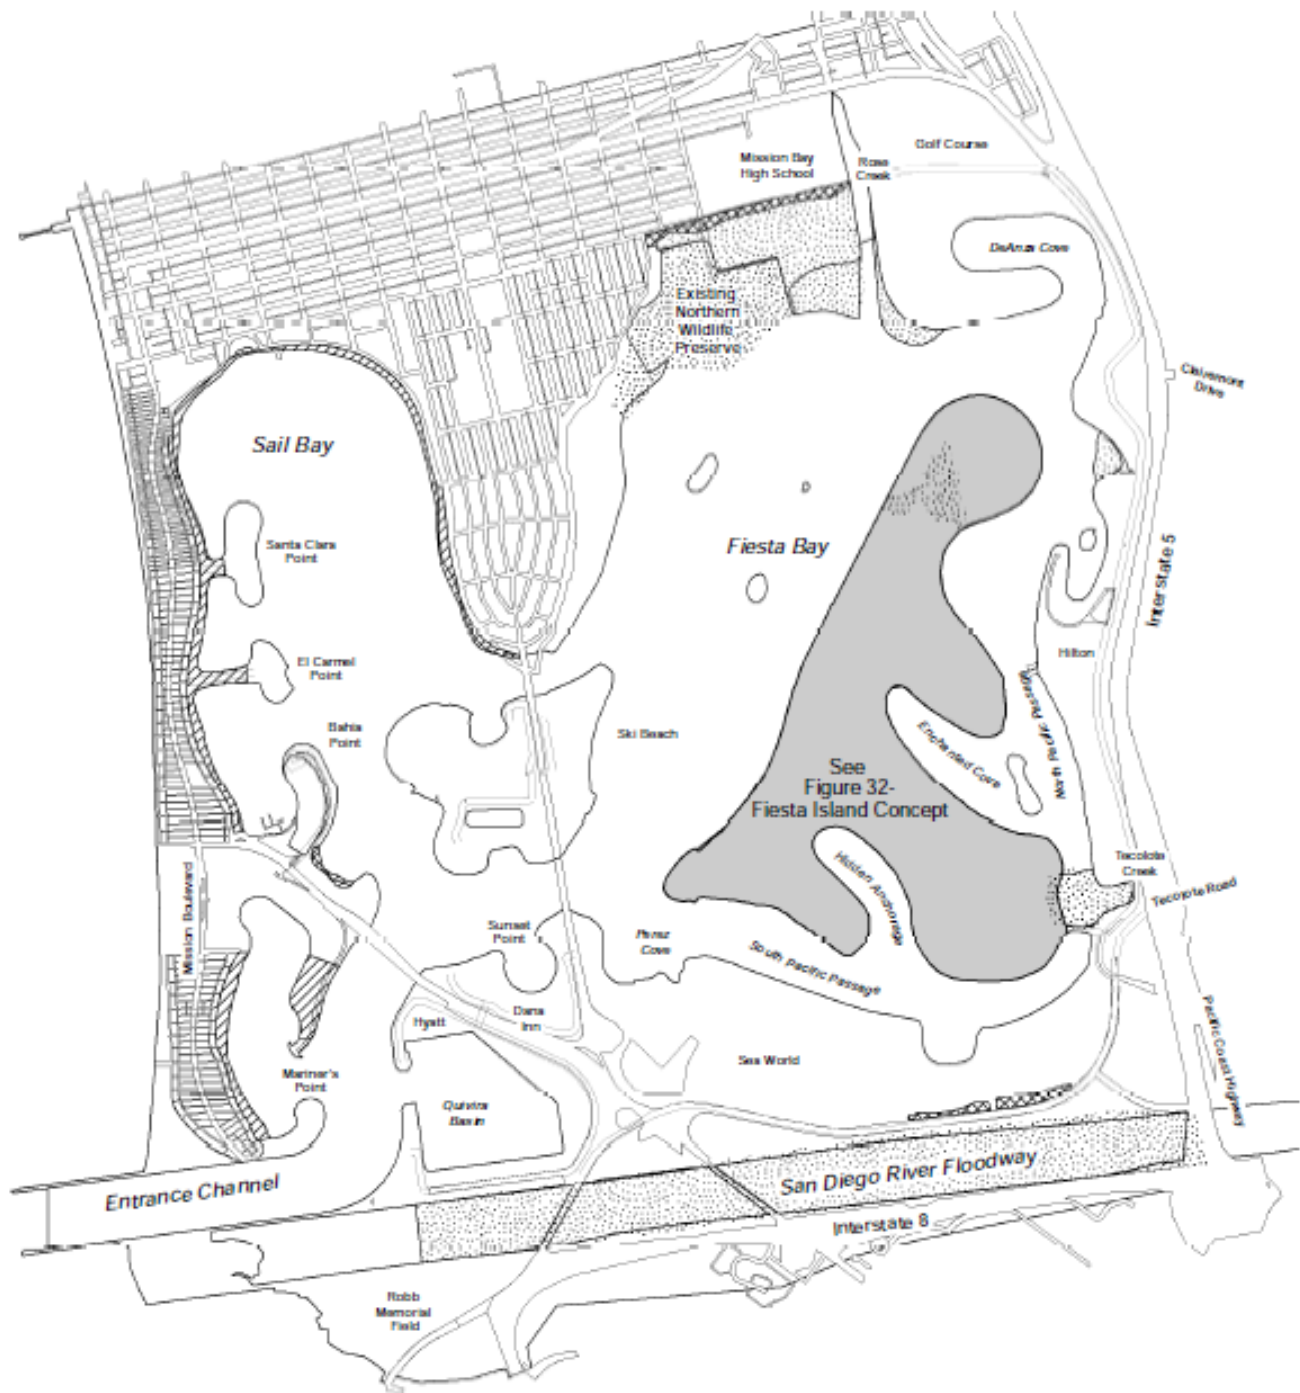 Golf Course
Mission Bay
High School
Rose
Creek
DeAnza Cove
Existing
Northern
Wildlife
Preserve
Clairemont
Drive
Sail Bay
Santa Clara
Point
Fiesta Bay
Interstate 5
El Carmel
Point
Hilton
North Pacific Passage
Bahia
Point
Ski Beach
Enchanted Cove
See
Figure 32-
Fiesta Island Concept
Hidden Anchorage
Tecolote
Creek
Tecolote Road
Mission Boulevard
Sunset
Point
Perez
Cove
South Pacific Passage
Hyatt
Dana
Inn
Sea World
Pacific Coast Highway
Mariner's
Point
Quivira
Basin
San Diego River Floodway
Entrance Channel
Interstate 8
Robb
Memorial
Field